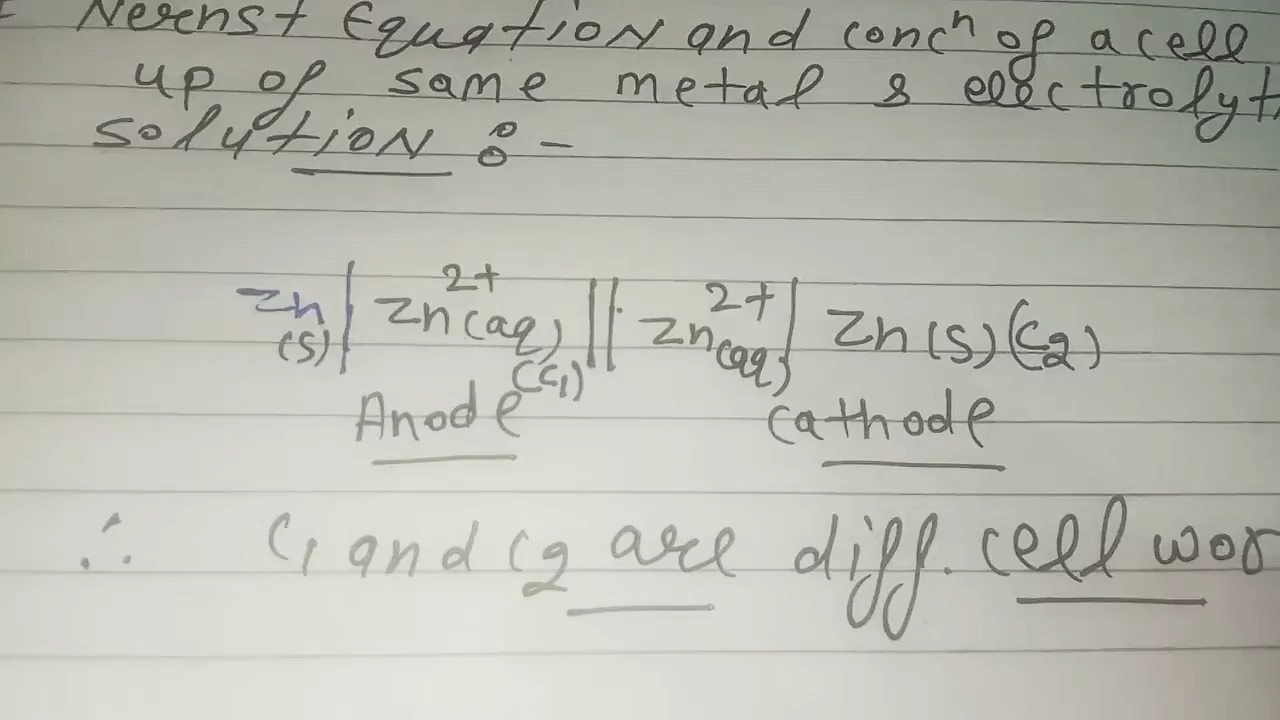 Nernst Equation and concⁿ of a cell
up of same metal & electrolyt
solution :-
Zn(s) | Zn²⁺(aq) (C₁) || Zn²⁺(aq) | Zn(s) (C₂)
Anode Cathode
∴ C₁ and C₂ are diff. cell wor